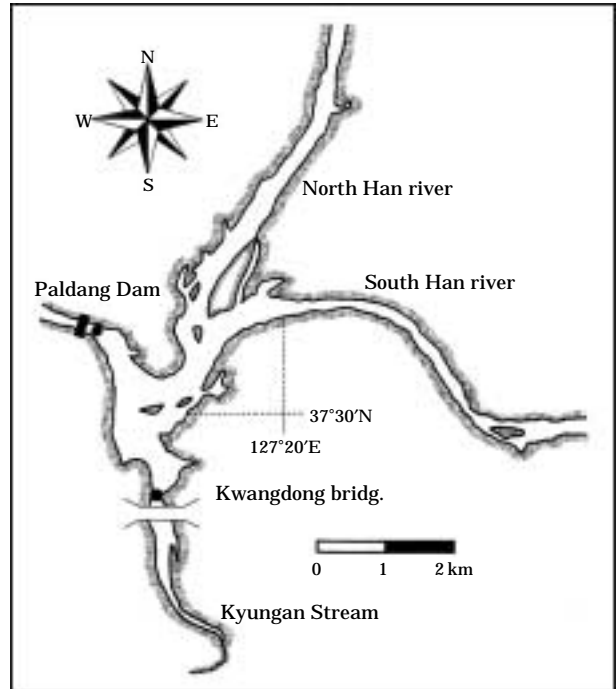 N
W E
S
North Han river
South Han river
Paldang Dam
37°30′N
127°20′E
Kwangdong bridg.
0 1 2 km
Kyungan Stream